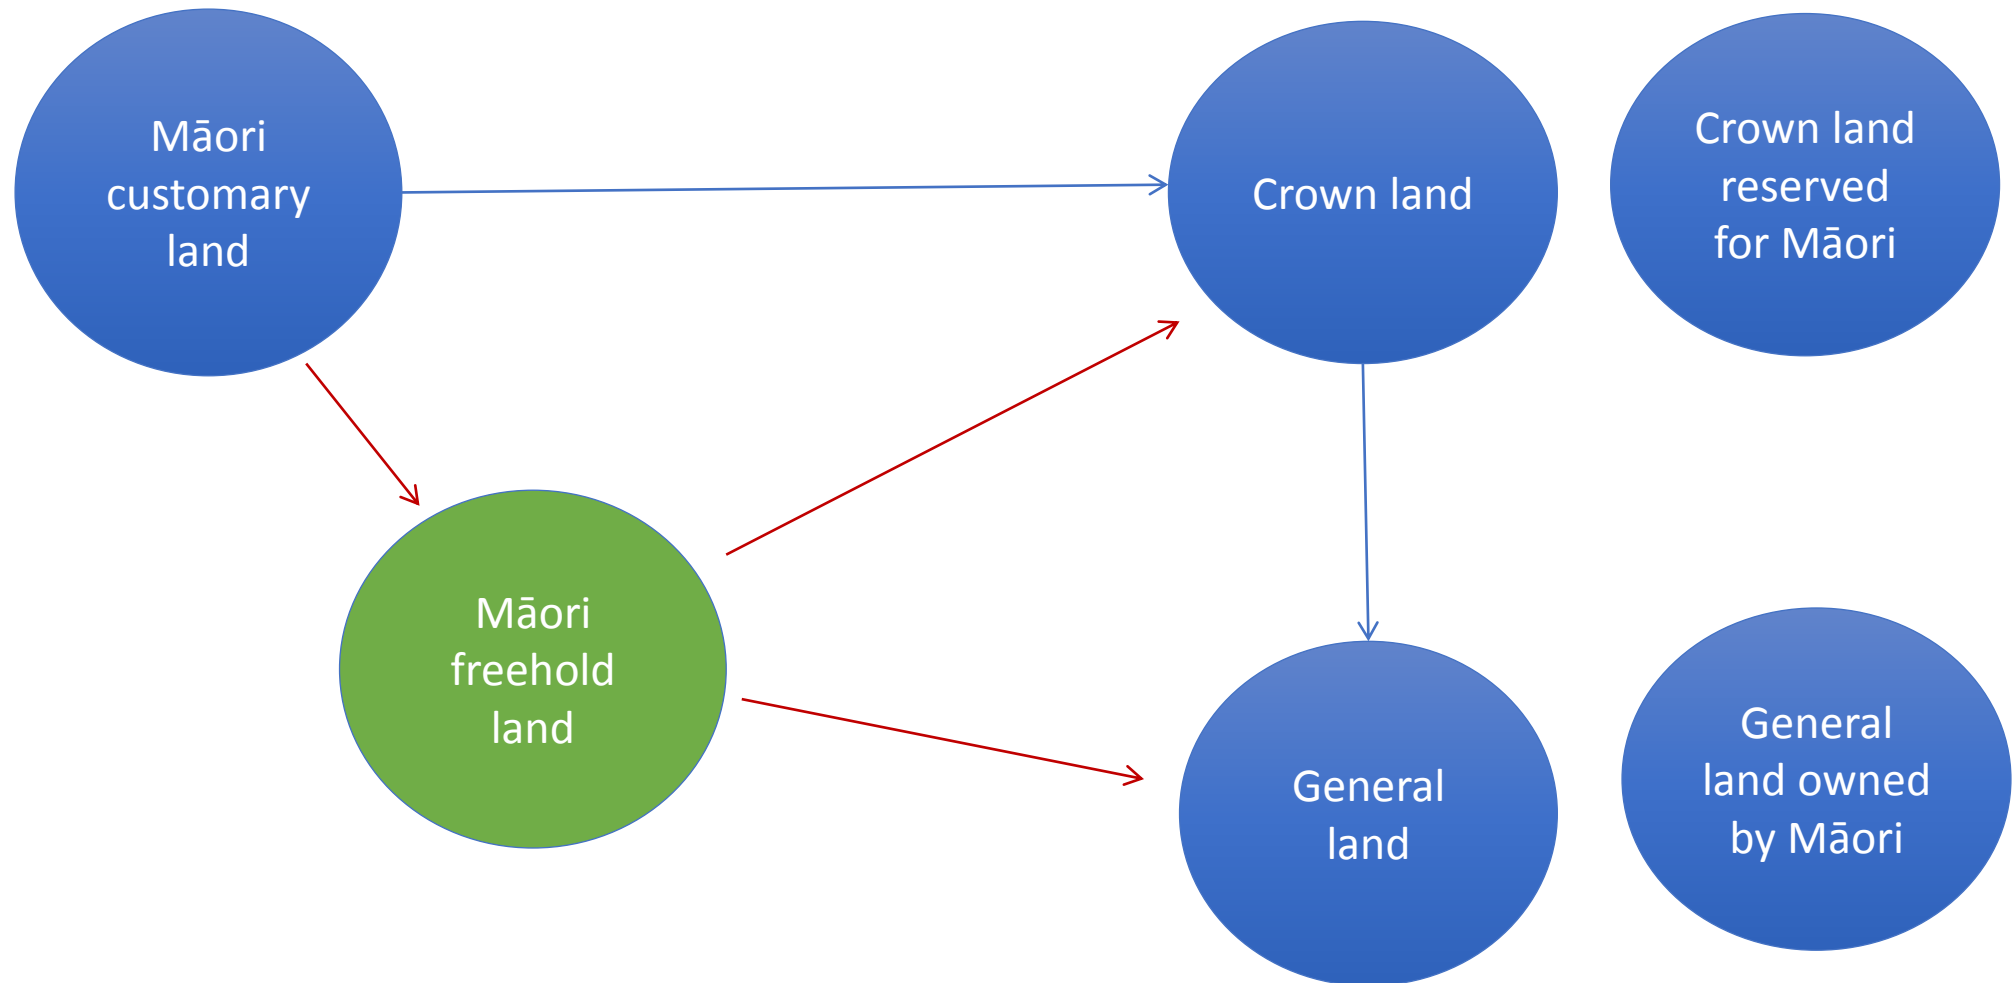 Māori
customary
land
Crown land
Crown land
reserved
for Māori
Māori
freehold
land
General
land
General
land owned
by Māori